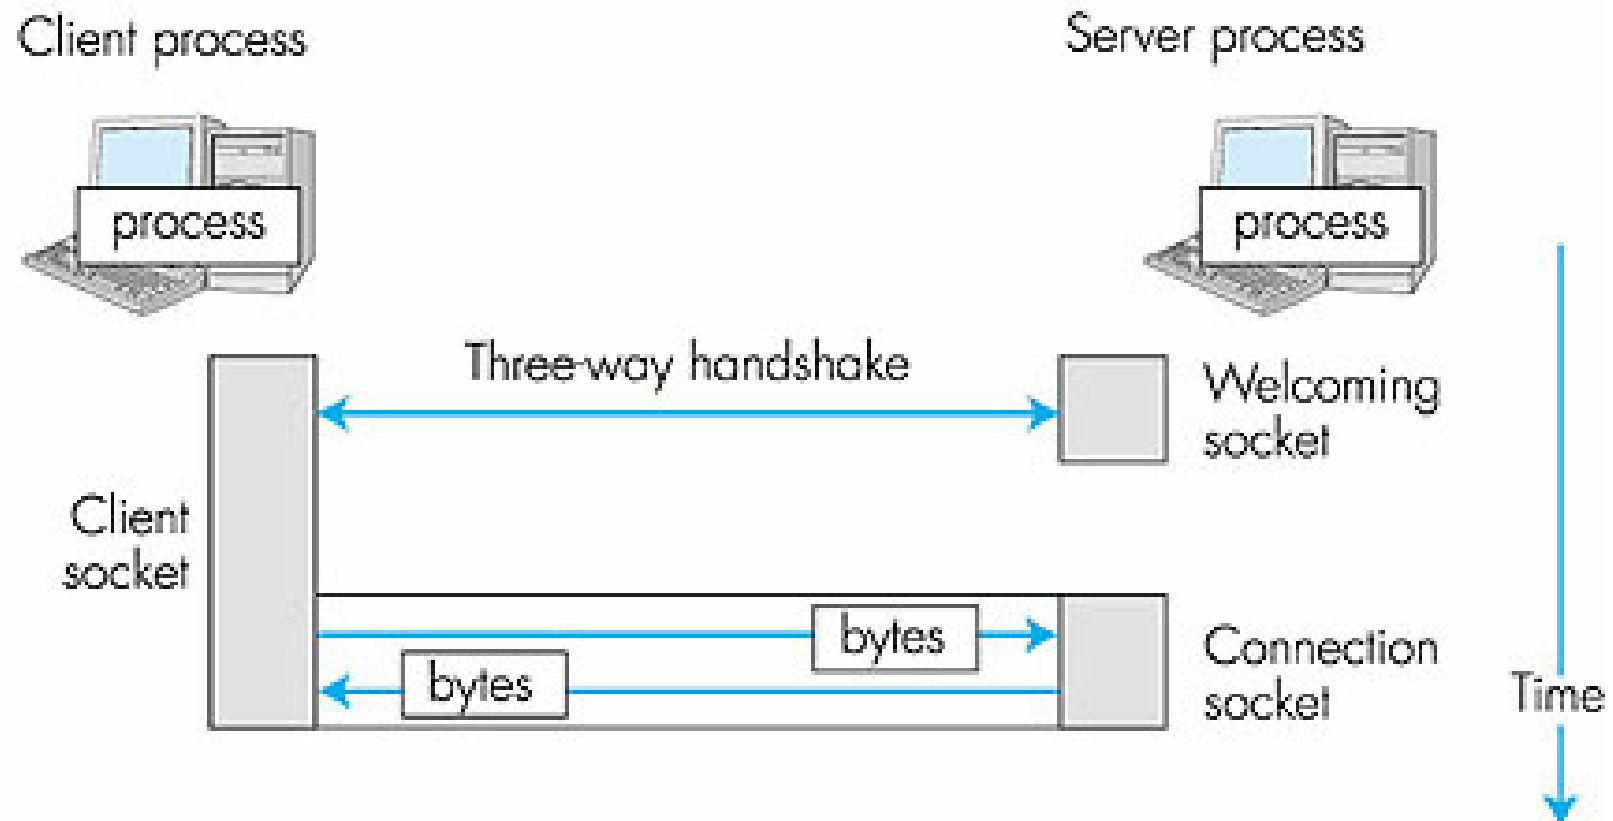 Client process
Server process
process
process
Three-way handshake
Welcoming
socket
Client
socket
bytes
bytes
Connection
socket
Time